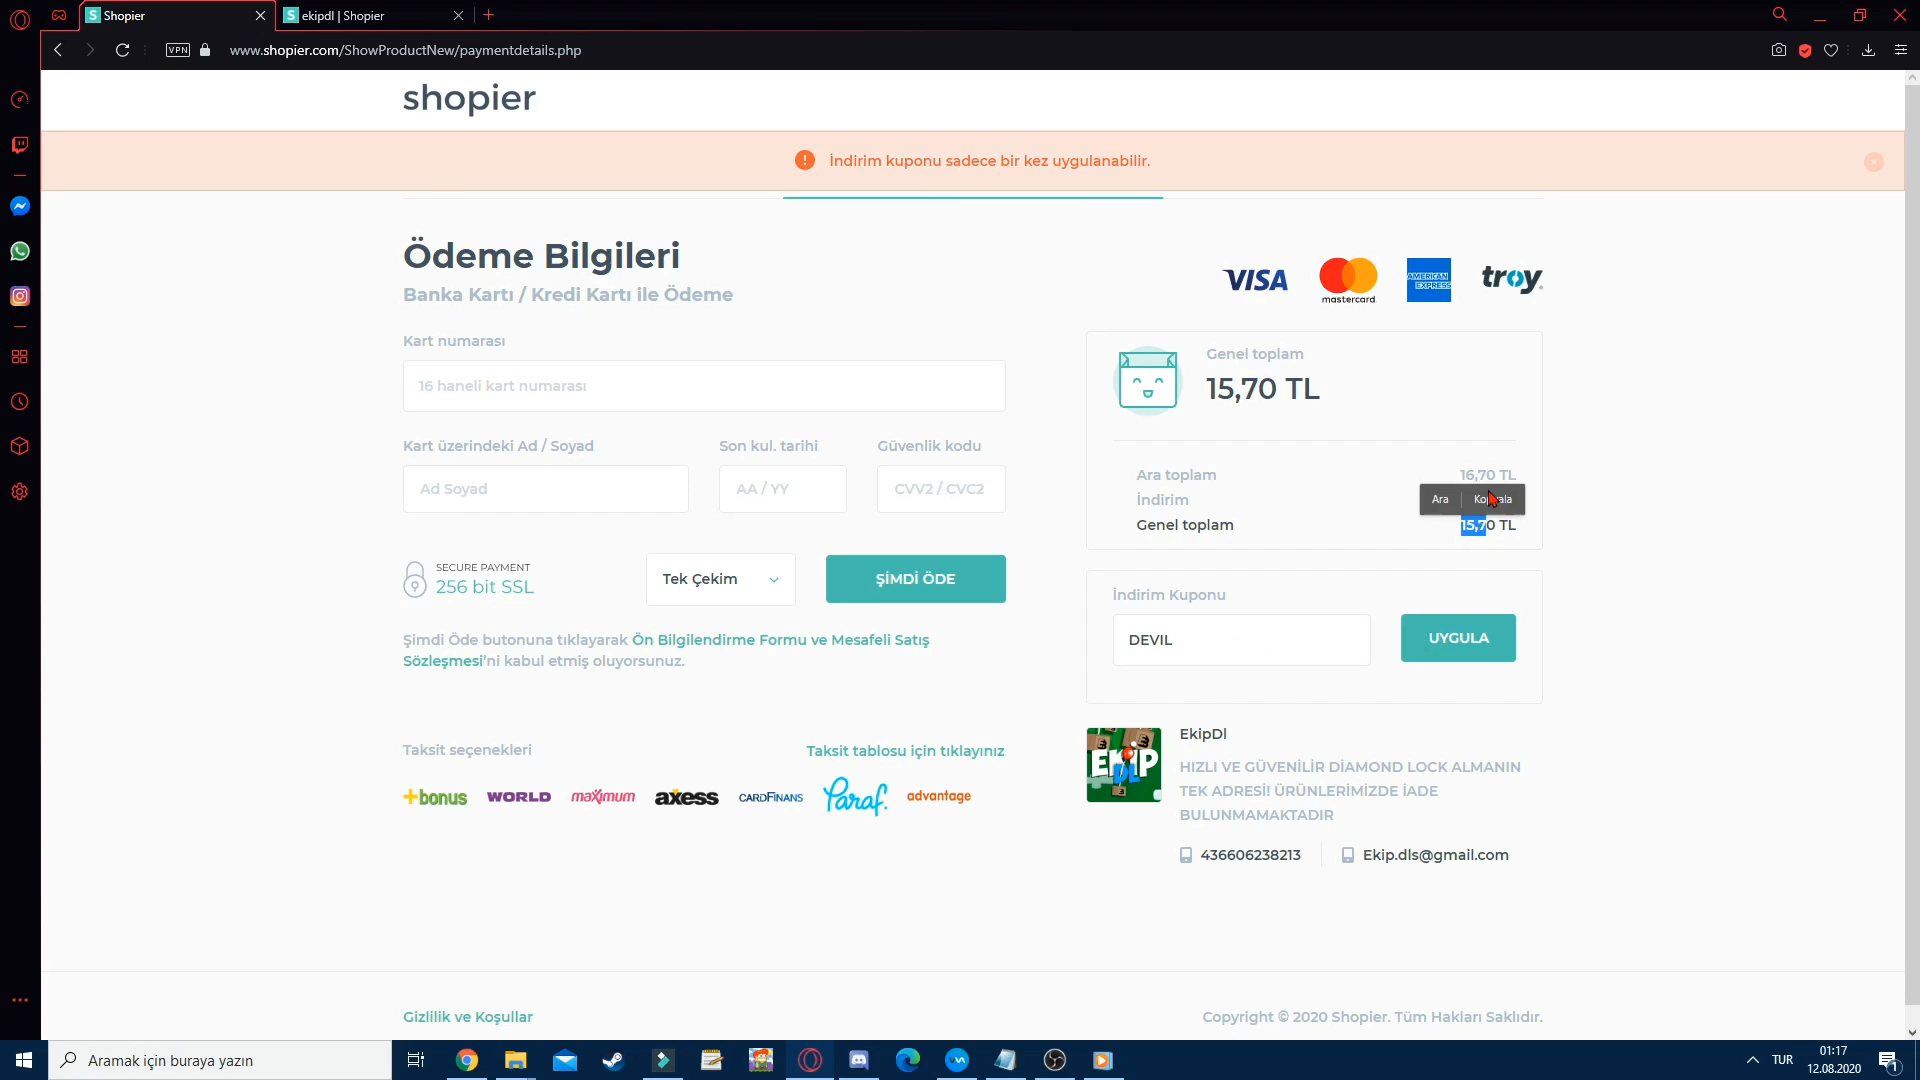 Shopier
ekipdl | Shopier
VPN
www.shopier.com/ShowProductNew/paymentdetails.php
shopier
İndirim kuponu sadece bir kez uygulanabilir.
Ödeme Bilgileri
Banka Kartı / Kredi Kartı ile Ödeme
VISA
mastercard
AMERICAN EXPRESS
troy
Kart numarası
16 haneli kart numarası
Kart üzerindeki Ad / Soyad
Son kul. tarihi
Güvenlik kodu
Ad Soyad
AA / YY
CVV2 / CVC2
SECURE PAYMENT
256 bit SSL
Tek Çekim
ŞİMDİ ÖDE
Şimdi Öde butonuna tıklayarak Ön Bilgilendirme Formu ve Mesafeli Satış
Sözleşmesi'ni kabul etmiş oluyorsunuz.
Taksit seçenekleri
Taksit tablosu için tıklayınız
+bonus
WORLD
maximum
axess
CARDFINANS
Paraf
advantage
Genel toplam
15,70 TL
Ara toplam
16,70 TL
İndirim
Ara
Genel toplam
15,70 TL
İndirim Kuponu
DEVIL
UYGULA
EKİP
DL
EkipDl
HIZLI VE GÜVENİLİR DİAMOND LOCK ALMANIN
TEK ADRESİ! ÜRÜNLERİMİZDE İADE
BULUNMAMAKTADIR
436606238213
Ekip.dls@gmail.com
Gizlilik ve Koşullar
Copyright © 2020 Shopier. Tüm Hakları Saklıdır.
Aramak için buraya yazın
TUR
01:17
12.08.2020
1